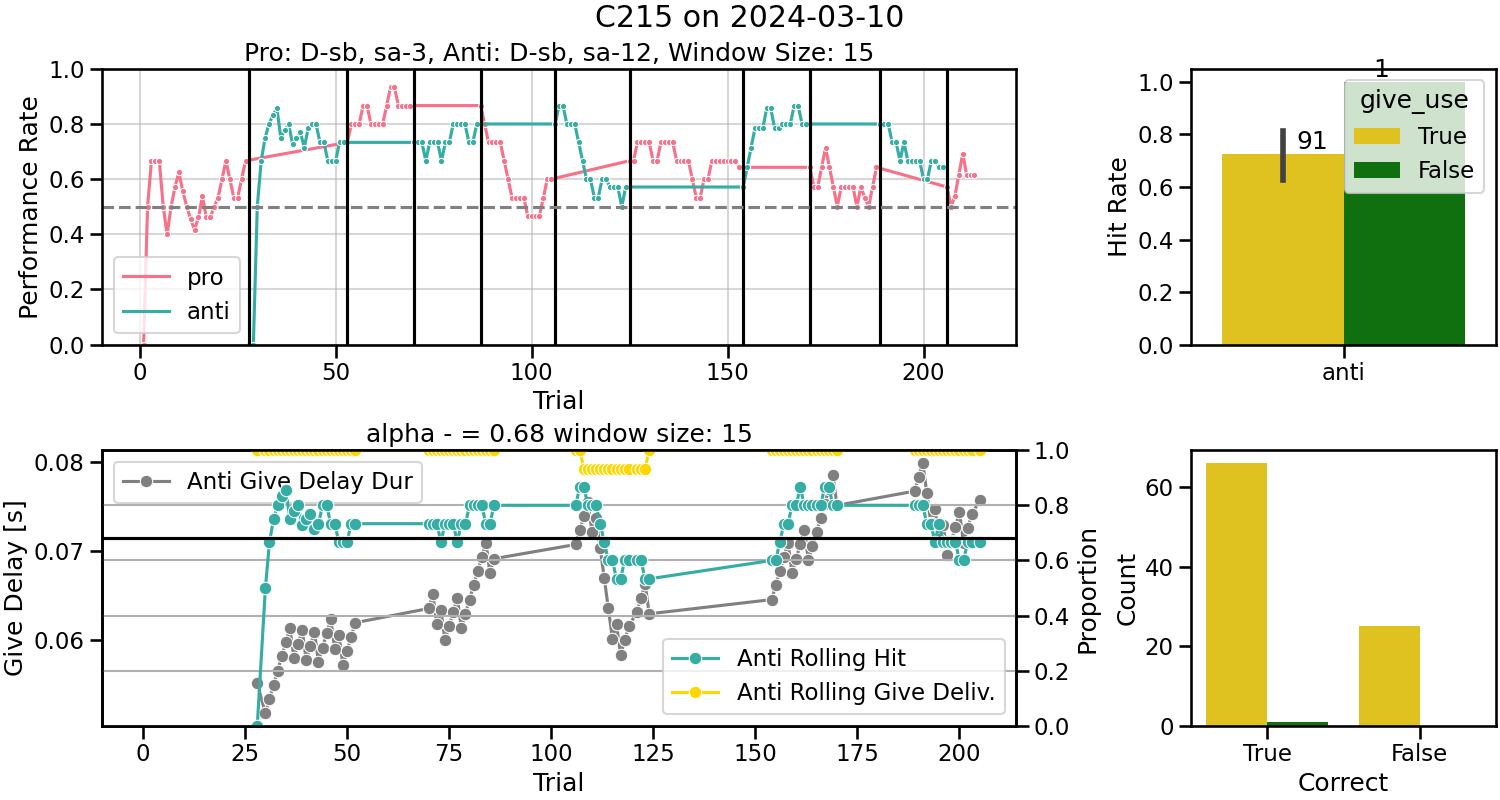 C215 on 2024-03-10
Pro: D-sb, sa-3, Anti: D-sb, sa-12, Window Size: 15
Performance Rate
1.0
0.8
0.6
0.4
0.2
0.0
pro
anti
0 50 100 150 200
Trial
Hit Rate
1.0
0.8
0.6
0.4
0.2
0.0
91
1
give_use
True
False
anti
alpha - = 0.68 window size: 15
Give Delay [s]
0.08
0.07
0.06
Anti Give Delay Dur
Anti Rolling Hit
Anti Rolling Give Deliv.
1.0
0.8
0.6
0.4
0.2
0.0
Proportion
0 25 50 75 100 125 150 175 200
Trial
Count
60
40
20
0
True False
Correct